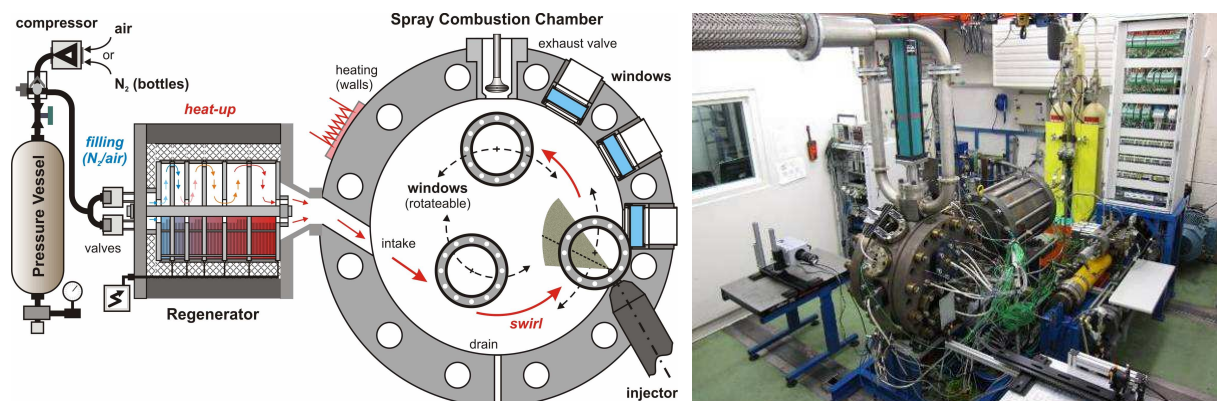 compressor
air
or
N₂ (bottles)
Pressure Vessel
filling
(N₂/air)
valves
heat-up
Regenerator
Spray Combustion Chamber
exhaust valve
heating
(walls)
windows
windows
(rotateable)
intake
swirl
drain
injector